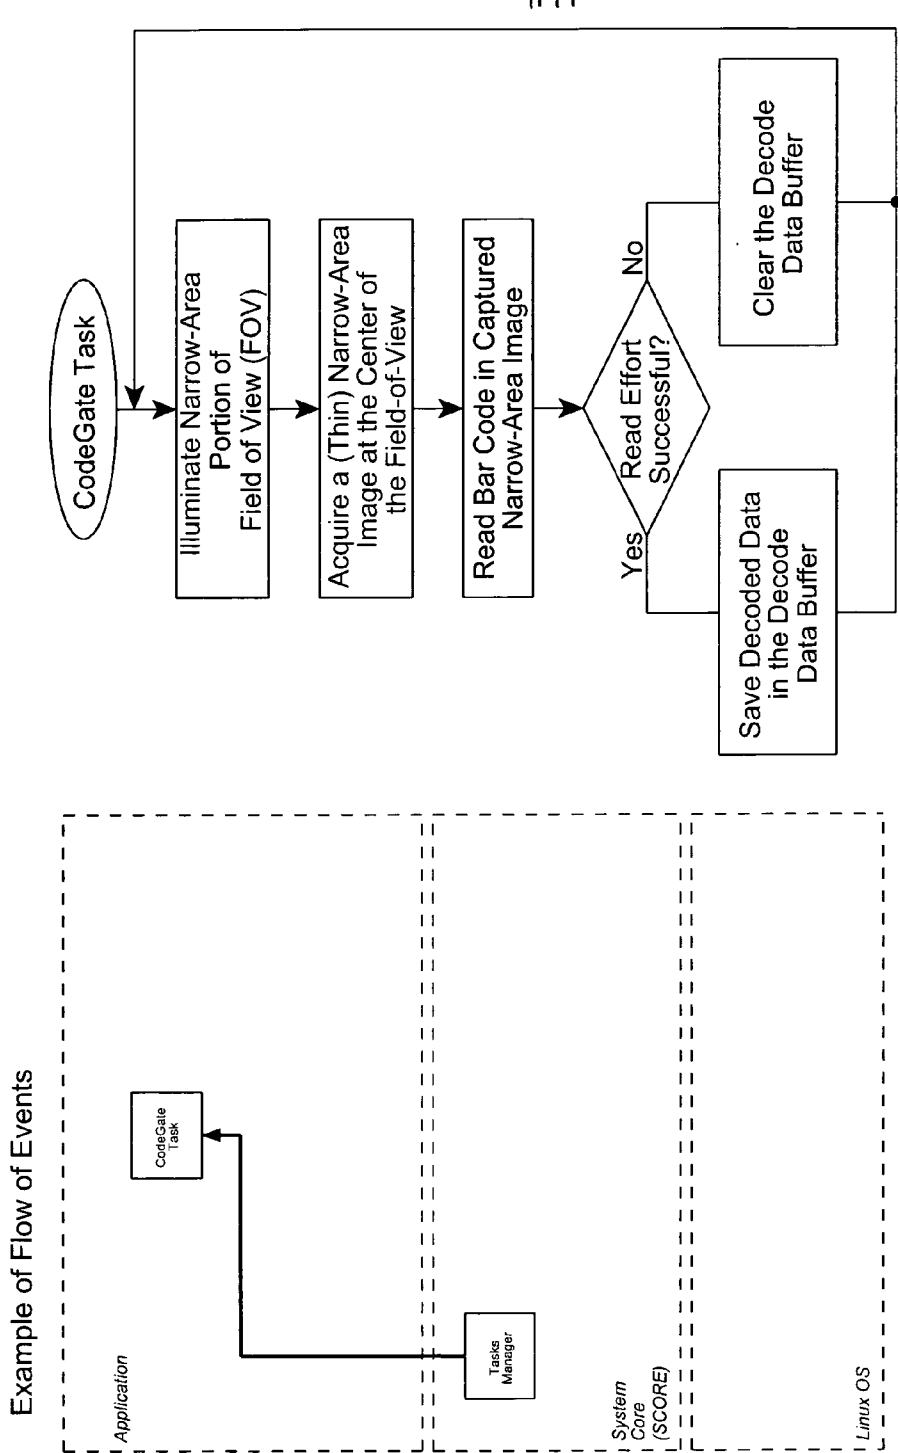 Example of Flow of Events
Application
CodeGate
Task
Tasks
Manager
System
Core
(SCORE)
Linux OS
CodeGate Task
Illuminate Narrow-Area
Portion of
Field of View (FOV)
Acquire a (Thin) Narrow-Area
Image at the Center of
the Field-of-View
Read Bar Code in Captured
Narrow-Area Image
Read Effort
Successful?
Yes
No
Save Decoded Data
in the Decode
Data Buffer
Clear the Decode
Data Buffer